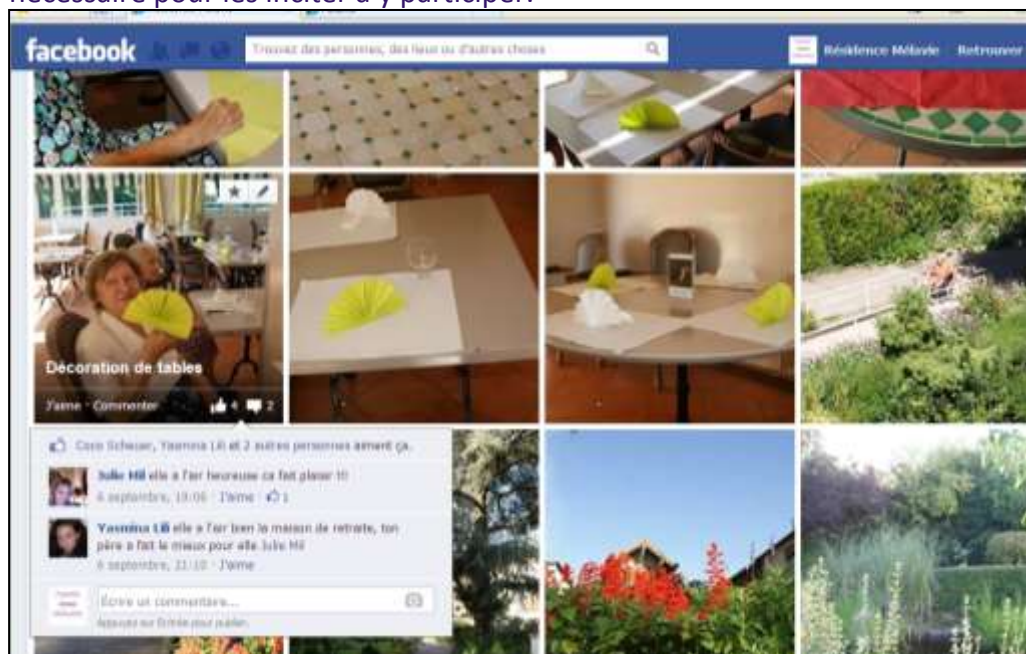 nécessaire pour les inciter à y participer.
facebook
Trouvez des personnes, des lieux ou d'autres choses
Résidence Mélavie Retrouver
Décoration de tables
J'aime · Commenter 4 2
Coco Scheuer, Yasmina Lili et 2 autres personnes aiment ça.
Julie Mil elle a l'air heureuse ca fait plaisir !!!
6 septembre, 19:06 · J'aime · 1
Yasmina Lili elle a l'air bien la maison de retraite, ton
père a fait le mieux pour elle Julie Mil
6 septembre, 21:10 · J'aime
Écrire un commentaire...
Appuyez sur Entrée pour publier.